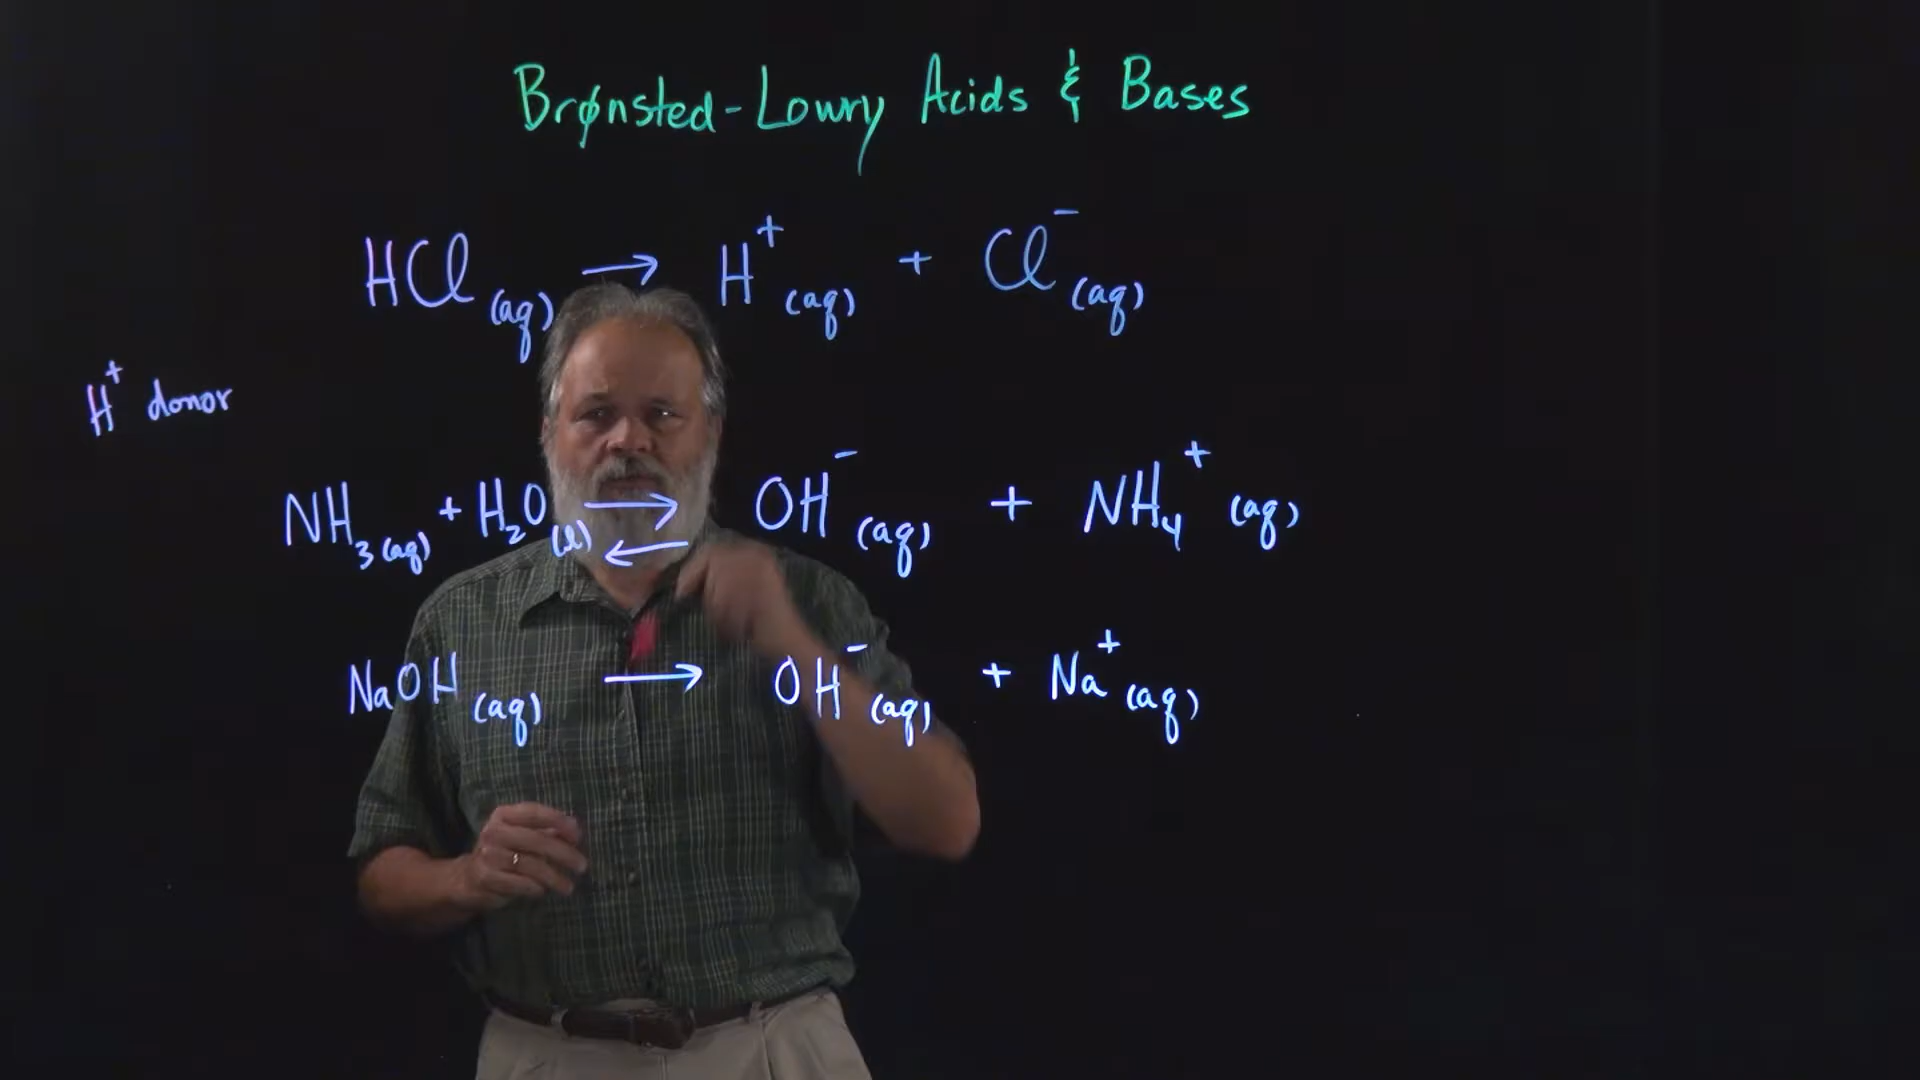 Brønsted-Lowry Acids & Bases
HCl (aq) → H⁺ (aq) + Cl⁻ (aq)
H⁺ donor
NH₃ (aq) + H₂O (l) ⇄ OH⁻ (aq) + NH₄⁺ (aq)
NaOH (aq) → OH⁻ (aq) + Na⁺ (aq)